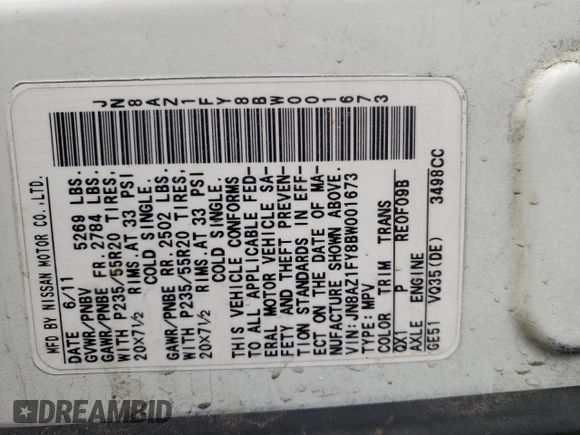 JN8AZ1FY8BW001673
MFD BY NISSAN MOTOR CO.,LTD.
DATE 6/11
GVWR/PNBV 5269 LBS.
GAWR/PNBE FR. 2784 LBS.
WITH P235/55R20 TIRES,
20X7½ RIMS.AT 33 PSI
COLD SINGLE.
GAWR/PNBE RR. 2502 LBS.
WITH P235/55R20 TIRES,
20X7½ RIMS.AT 33 PSI
COLD SINGLE.
THIS VEHICLE CONFORMS
TO ALL APPLICABLE FED-
ERAL MOTOR VEHICLE SA-
FETY AND THEFT PREVEN-
TION STANDARDS IN EFF-
ECT ON THE DATE OF MA-
NUFACTURE SHOWN ABOVE.
VIN:JN8AZ1FY8BW001673
TYPE:MPV
COLOR TRIM TRANS
QX1 P RE0F09B
AXLE ENGINE
GE51 VQ35(DE) 3498CC
DREAMBID